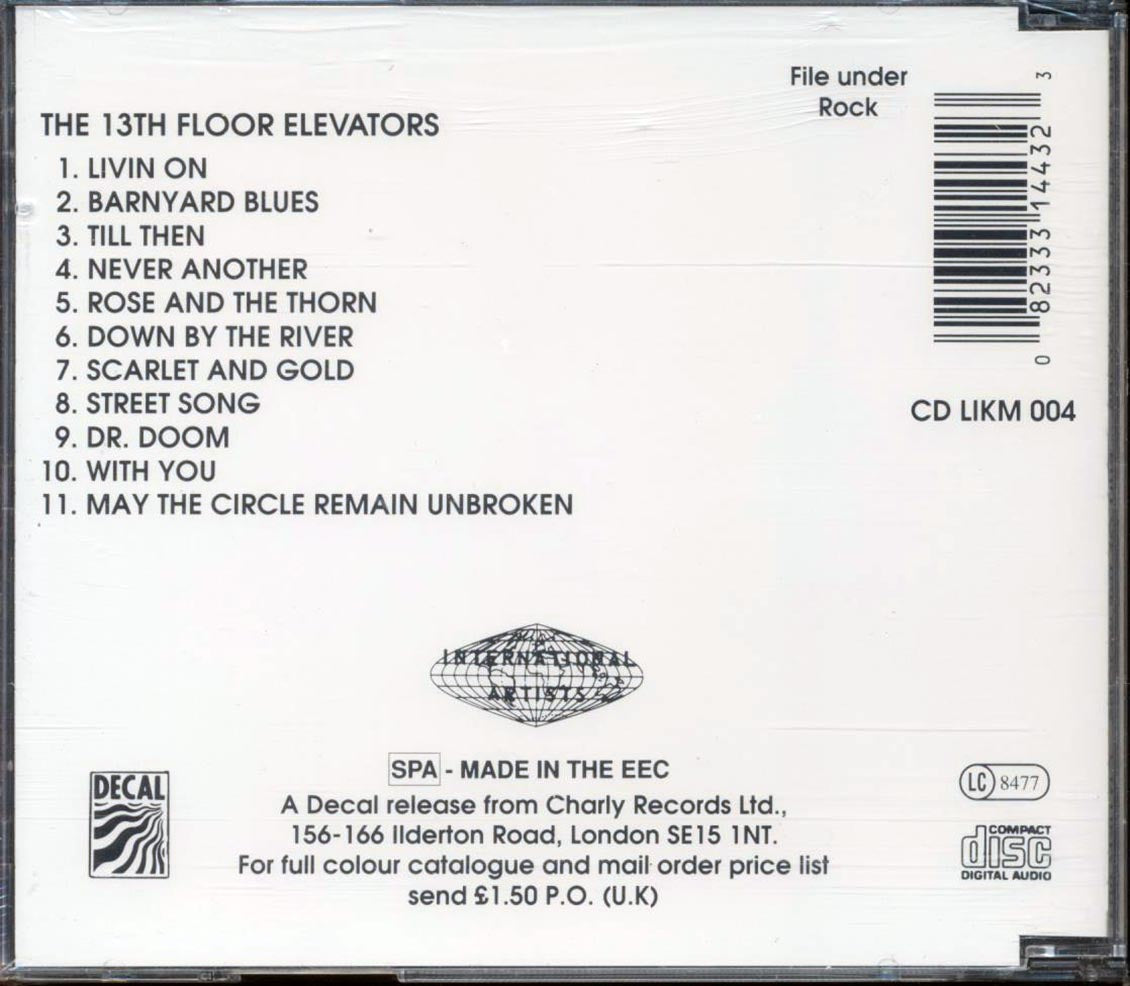 File under
Rock
THE 13TH FLOOR ELEVATORS
1. LIVIN ON
2. BARNYARD BLUES
3. TILL THEN
4. NEVER ANOTHER
5. ROSE AND THE THORN
6. DOWN BY THE RIVER
7. SCARLET AND GOLD
8. STREET SONG
9. DR. DOOM
10. WITH YOU
11. MAY THE CIRCLE REMAIN UNBROKEN
0 82333 14432 3
CD LIKM 004
INTERNATIONAL
ARTISTS
SPA - MADE IN THE EEC
A Decal release from Charly Records Ltd.,
156-166 Ilderton Road, London SE15 1NT.
For full colour catalogue and mail order price list
send £1.50 P.O. (U.K)
DECAL
LC 8477
COMPACT
disc
DIGITAL AUDIO